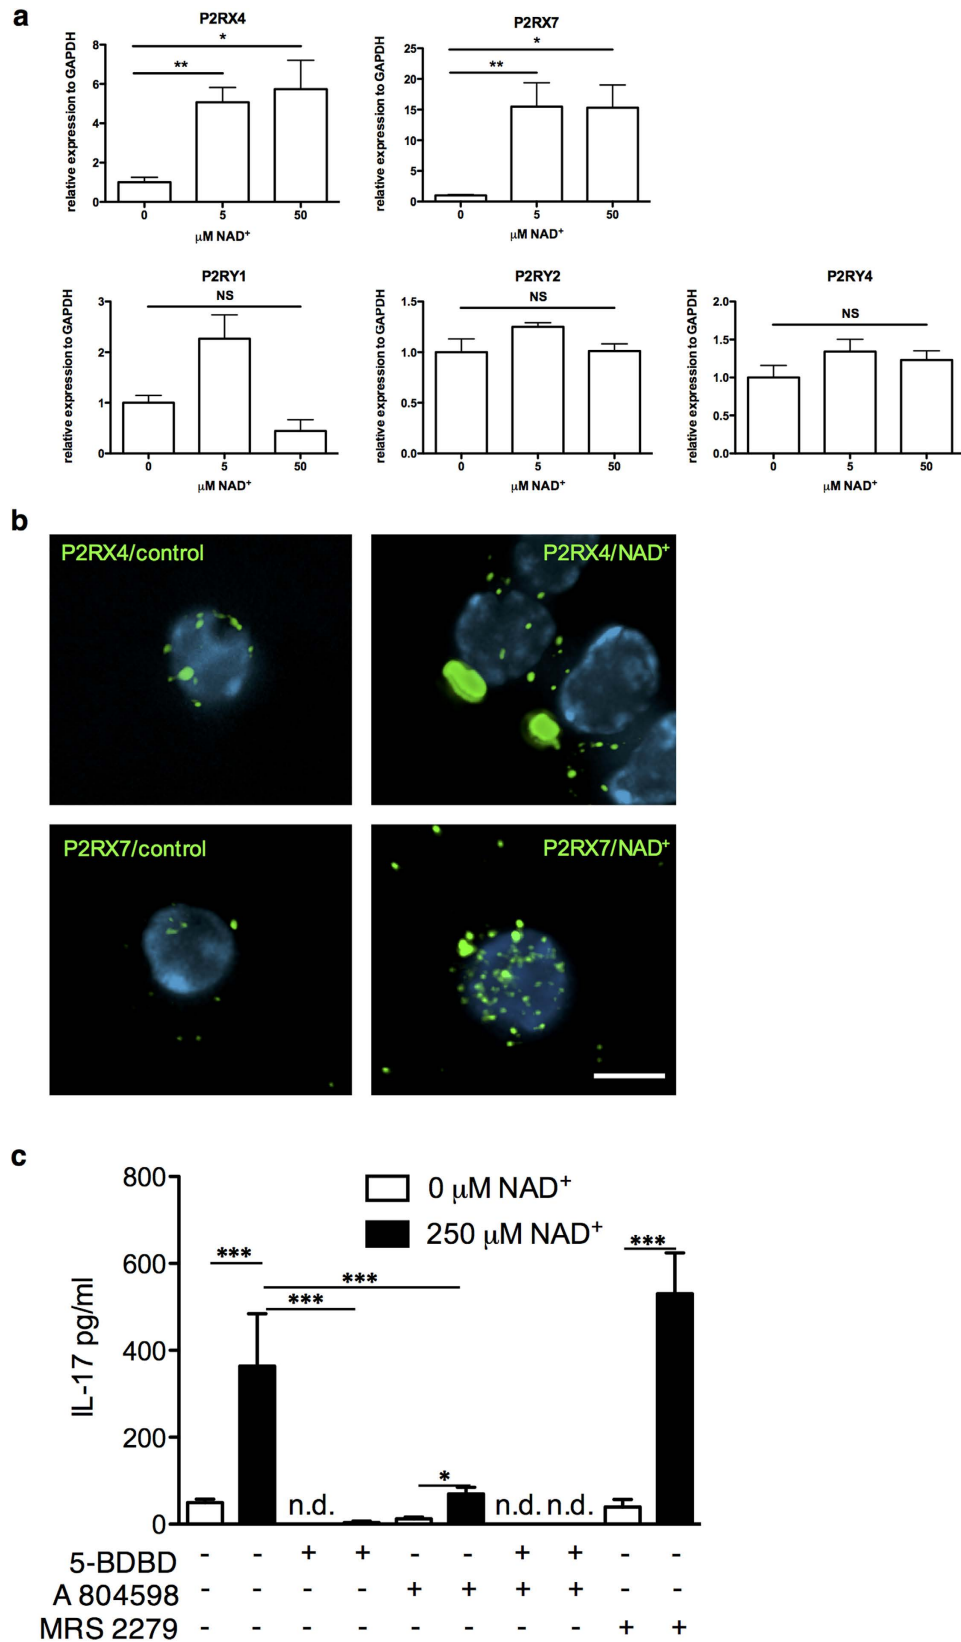 a
P2RX4
relative expression to GAPDH
8
6
4
2
0
*
**
0 5 50
μM NAD+
P2RX7
relative expression to GAPDH
25
20
15
10
5
0
*
**
0 5 50
μM NAD+
P2RY1
relative expression to GAPDH
3
2
1
0
NS
0 5 50
μM NAD+
P2RY2
relative expression to GAPDH
1.5
1.0
0.5
0.0
NS
0 5 50
μM NAD+
P2RY4
relative expression to GAPDH
2.0
1.5
1.0
0.5
0.0
NS
0 5 50
μM NAD+
b
P2RX4/control
P2RX4/NAD+
P2RX7/control
P2RX7/NAD+
c
IL-17 pg/ml
800
600
400
200
0
0 μM NAD+
250 μM NAD+
***
***
***
***
*
n.d.
n.d. n.d.
5-BDBD - - + + - - + + - -
A 804598 - - - - + + + + - -
MRS 2279 - - - - - - - - + +